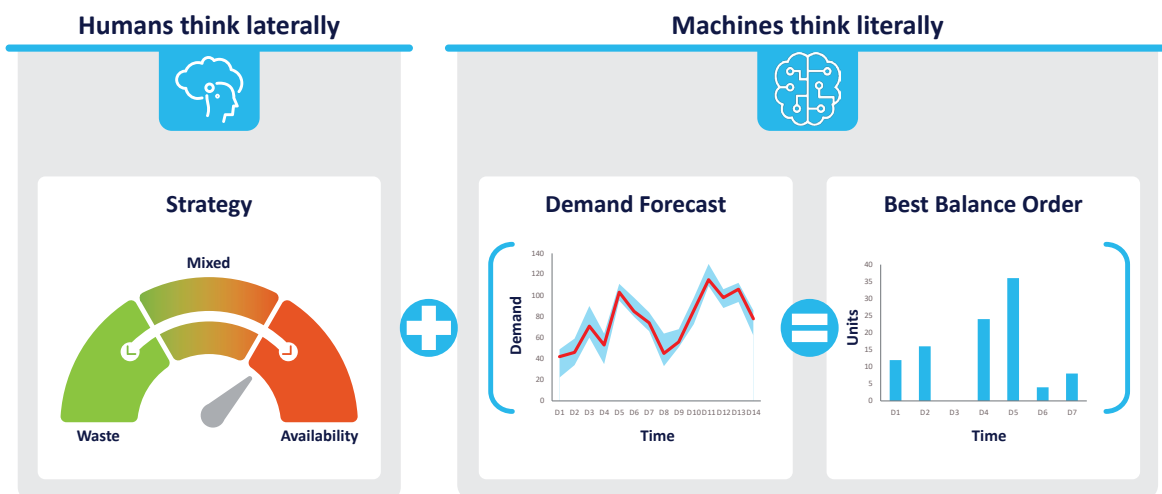 Humans think laterally
Machines think literally
Strategy
Mixed
Waste
Availability
Demand Forecast
Demand
140
120
100
80
60
40
20
0
D1 D2 D3 D4 D5 D6 D7 D8 D9 D10 D11 D12 D13 D14
Time
Best Balance Order
Units
40
35
30
25
20
15
10
5
0
D1 D2 D3 D4 D5 D6 D7
Time